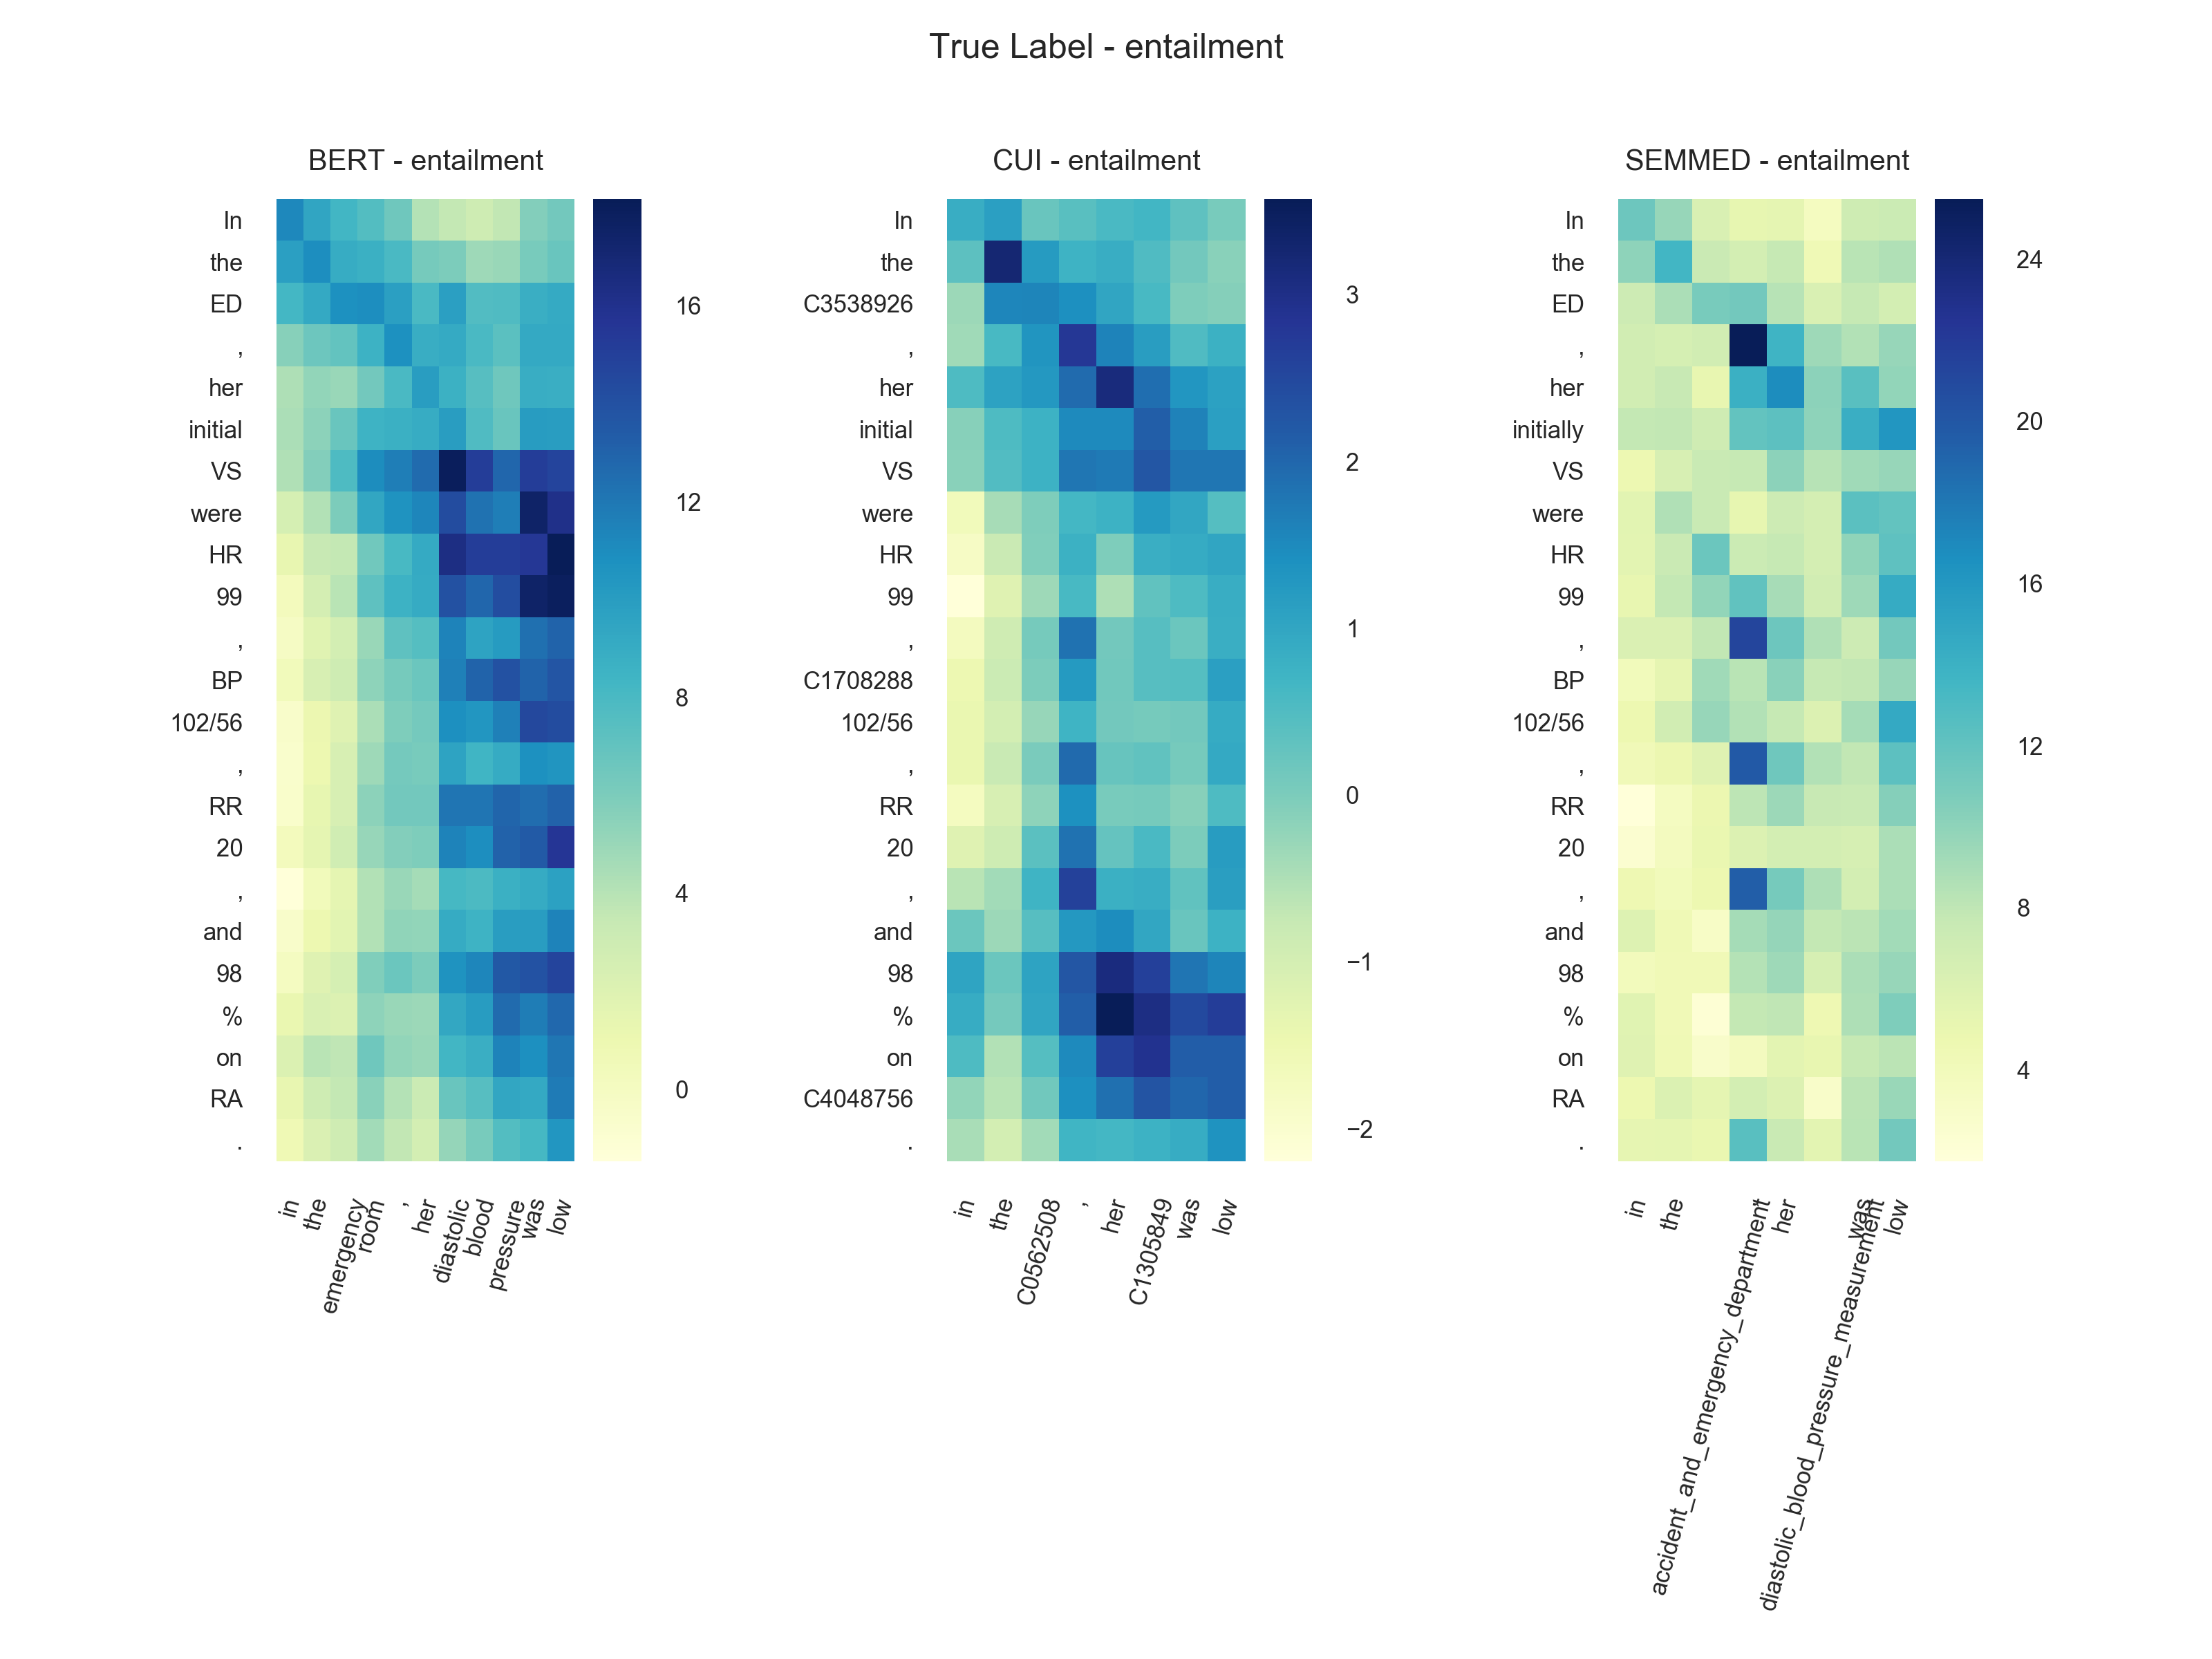 True Label - entailment
BERT - entailment
In
the
ED
,
her
initial
VS
were
HR
99
,
BP
102/56
,
RR
20
,
and
98
%
on
RA
.
in
the
emergency
room
,
her
diastolic
blood
pressure
was
low
16
12
8
4
0
CUI - entailment
In
the
C3538926
,
her
initial
VS
were
HR
99
,
C1708288
102/56
,
RR
20
,
and
98
%
on
C4048756
.
in
the
C0562508
,
her
C1305849
was
low
3
2
1
0
−1
−2
SEMMED - entailment
In
the
ED
,
her
initially
VS
were
HR
99
,
BP
102/56
,
RR
20
,
and
98
%
on
RA
.
in
the
accident_and_emergency_department
,
her
diastolic_blood_pressure_measurement
was
low
24
20
16
12
8
4